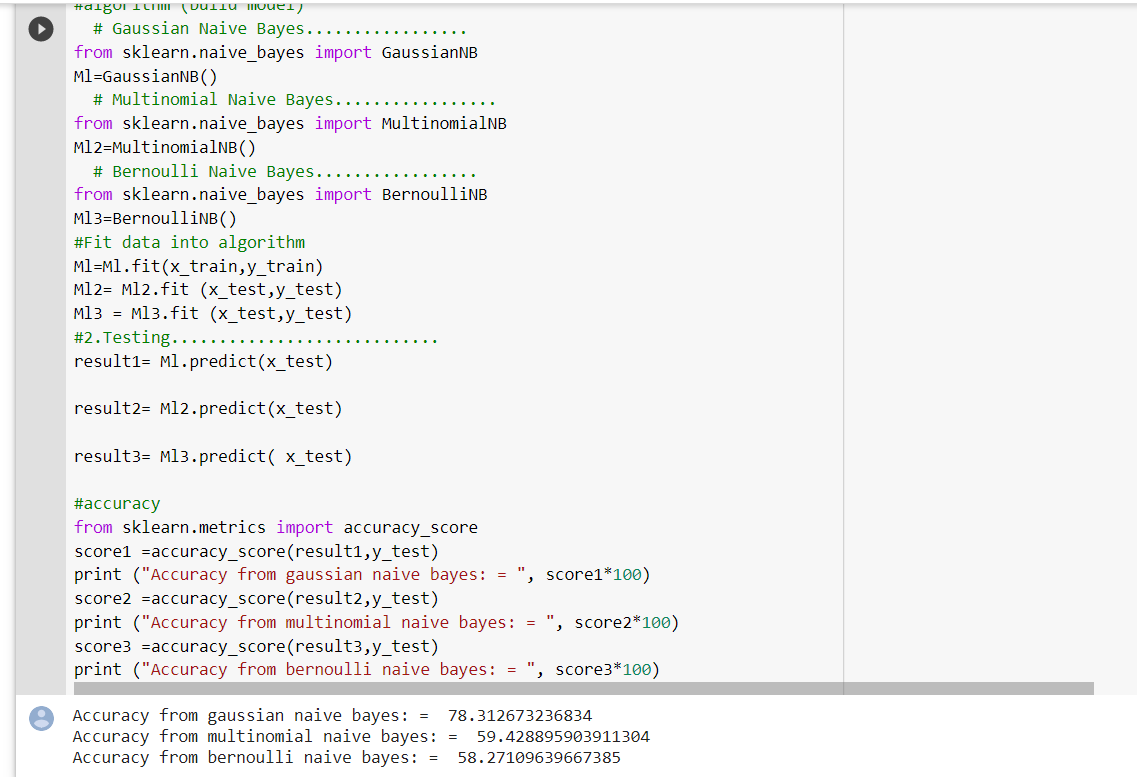 #algorithm (build model)
# Gaussian Naive Bayes.................
from sklearn.naive_bayes import GaussianNB
Ml=GaussianNB()
# Multinomial Naive Bayes.................
from sklearn.naive_bayes import MultinomialNB
Ml2=MultinomialNB()
# Bernoulli Naive Bayes.................
from sklearn.naive_bayes import BernoulliNB
Ml3=BernoulliNB()
#Fit data into algorithm
Ml=Ml.fit(x_train,y_train)
Ml2= Ml2.fit (x_test,y_test)
Ml3 = Ml3.fit (x_test,y_test)
#2.Testing............................
result1= Ml.predict(x_test)
result2= Ml2.predict(x_test)
result3= Ml3.predict( x_test)
#accuracy
from sklearn.metrics import accuracy_score
score1 =accuracy_score(result1,y_test)
print ("Accuracy from gaussian naive bayes: = ", score1*100)
score2 =accuracy_score(result2,y_test)
print ("Accuracy from multinomial naive bayes: = ", score2*100)
score3 =accuracy_score(result3,y_test)
print ("Accuracy from bernoulli naive bayes: = ", score3*100)
Accuracy from gaussian naive bayes: =  78.312673236834
Accuracy from multinomial naive bayes: =  59.428895903911304
Accuracy from bernoulli naive bayes: =  58.27109639667385